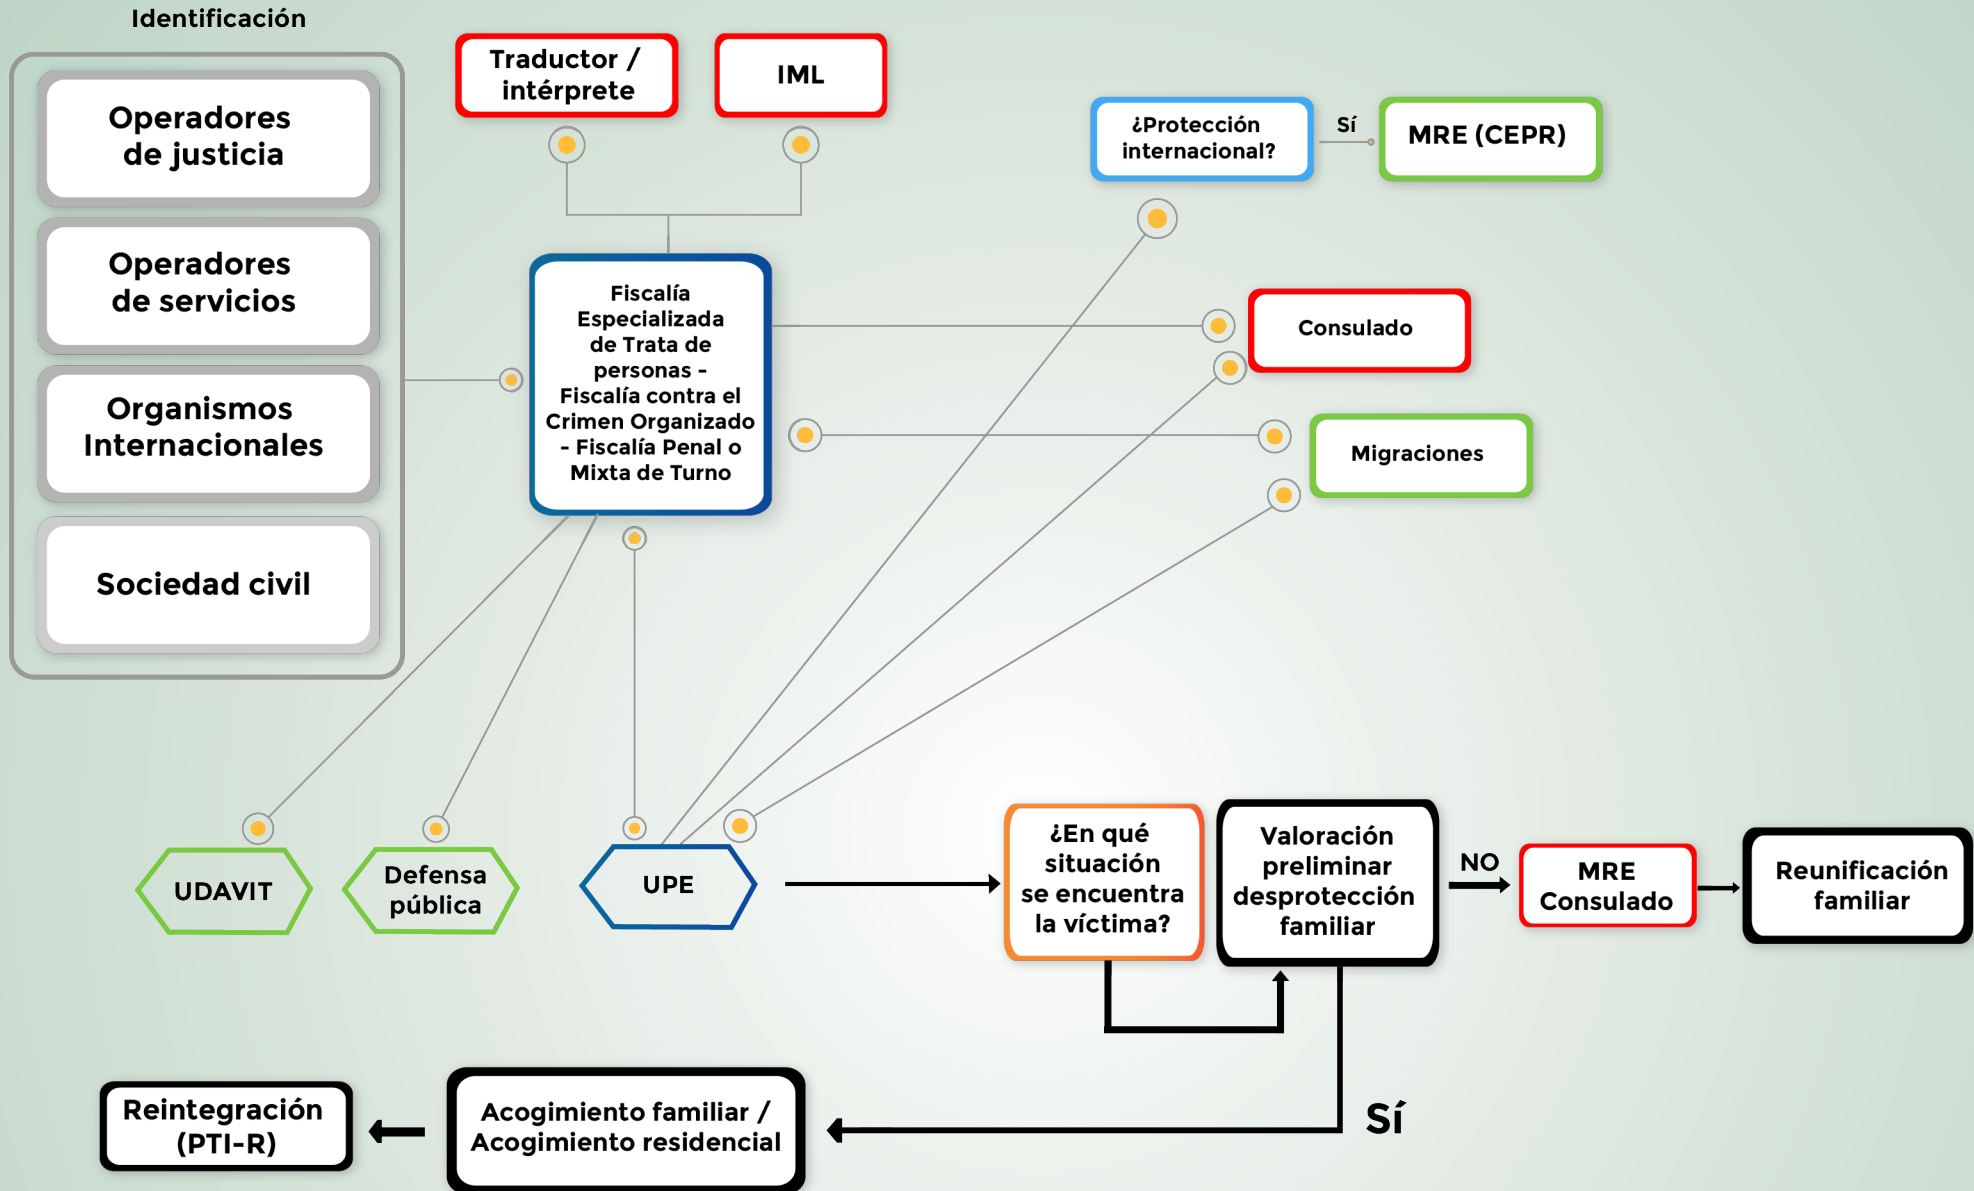 Identificación
Operadores
de justicia
Operadores
de servicios
Organismos
Internacionales
Sociedad civil
Traductor /
intérprete
IML
Fiscalía
Especializada
de Trata de
personas -
Fiscalía contra el
Crimen Organizado
- Fiscalía Penal o
Mixta de Turno
¿Protección
internacional?
Sí
MRE (CEPR)
Consulado
Migraciones
UDAVIT
Defensa
pública
UPE
¿En qué
situación
se encuentra
la víctima?
Valoración
preliminar
desprotección
familiar
NO
MRE
Consulado
Reunificación
familiar
Sí
Acogimiento familiar /
Acogimiento residencial
Reintegración
(PTI-R)